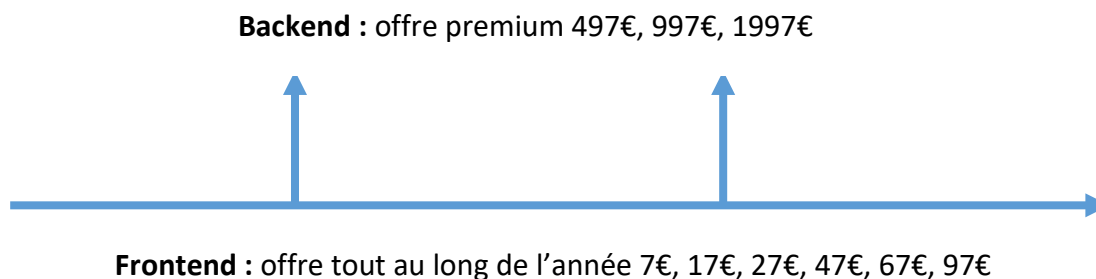 Backend : offre premium 497€, 997€, 1997€
Frontend : offre tout au long de l’année 7€, 17€, 27€, 47€, 67€, 97€